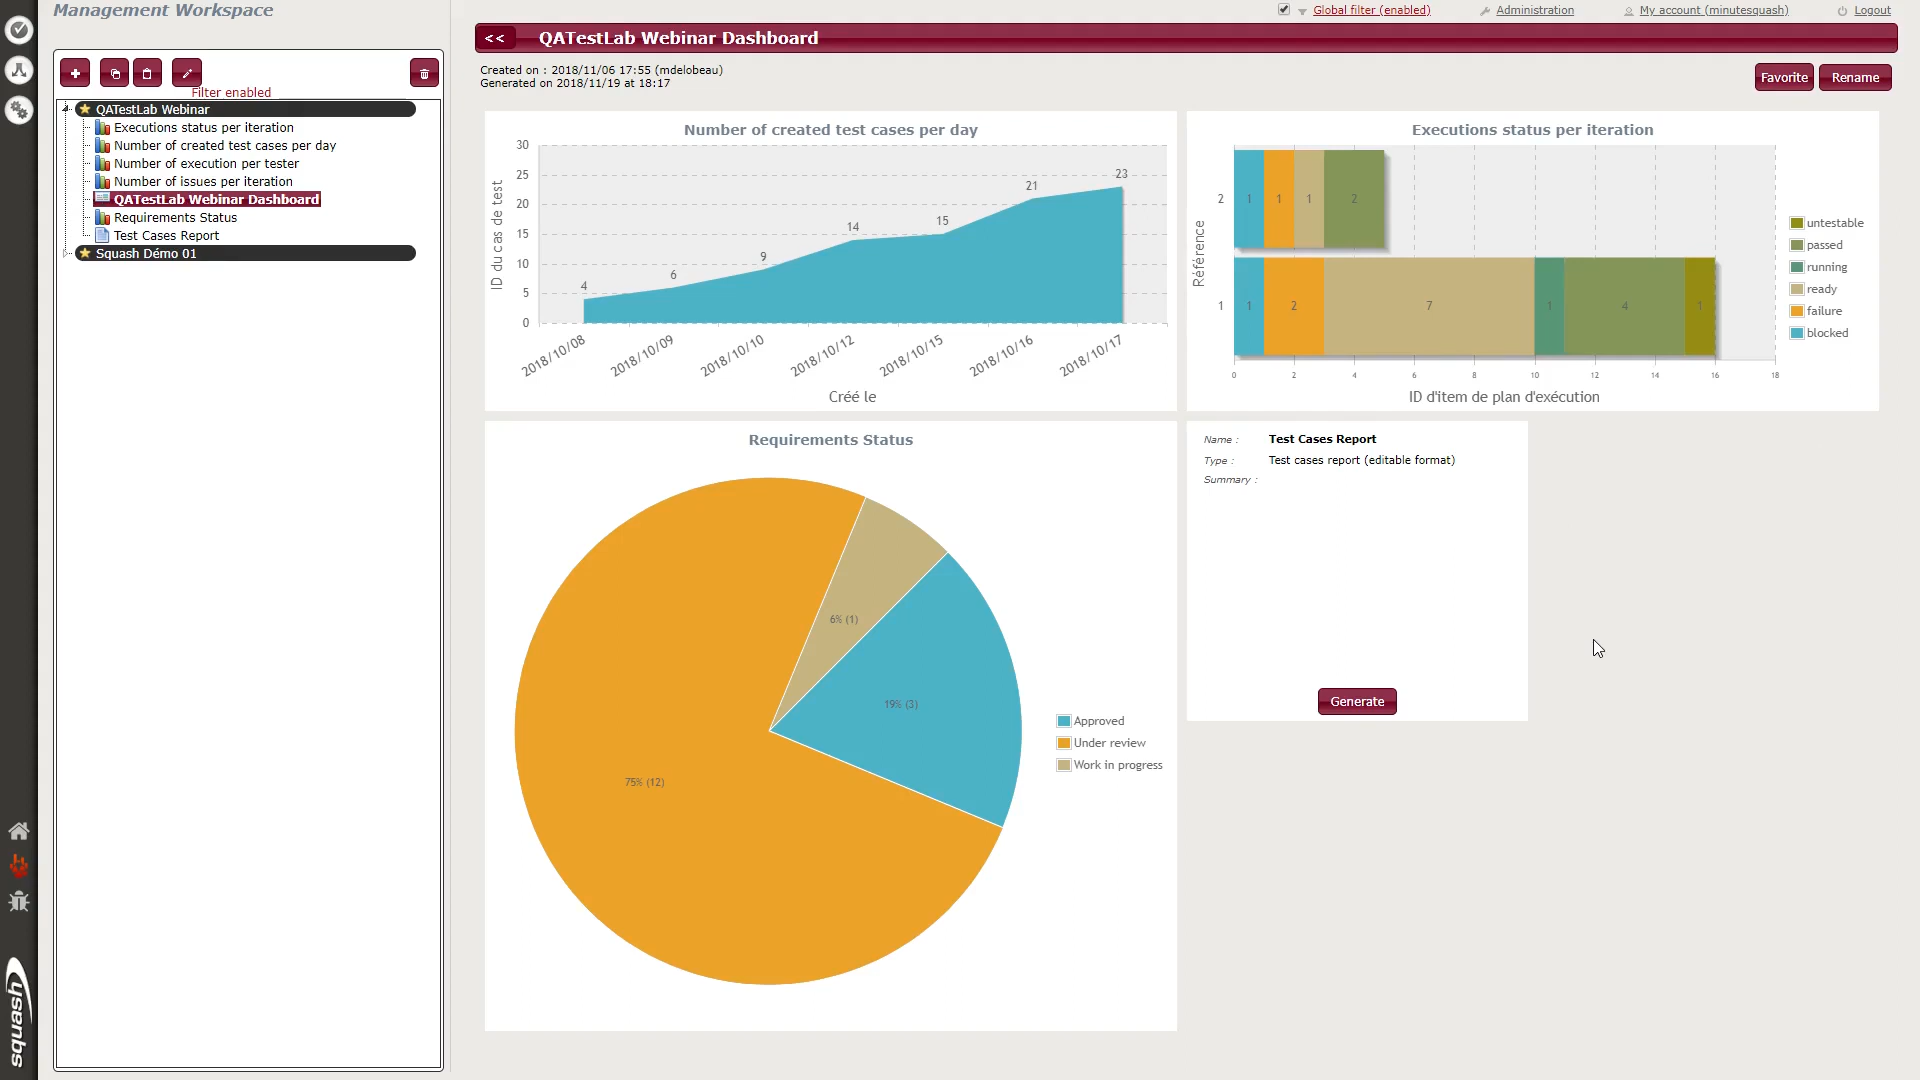 Management Workspace
Global filter (enabled)
Administration
My account (minutesquash)
Logout
<< QATestLab Webinar Dashboard
Created on : 2018/11/06 17:55 (mdelobeau)
Generated on 2018/11/19 at 18:17
Favorite
Rename
Filter enabled
QATestLab Webinar
Executions status per iteration
Number of created test cases per day
Number of execution per tester
Number of issues per iteration
QATestLab Webinar Dashboard
Requirements Status
Test Cases Report
Squash Démo 01
Number of created test cases per day
ID du cas de test
30
25
20
15
10
5
0
4
6
9
14
15
21
23
2018/10/08
2018/10/09
2018/10/10
2018/10/12
2018/10/15
2018/10/16
2018/10/17
Créé le
Executions status per iteration
Référence
2
1 1 1 2
1
1 2 7 1 4 1
0 2 4 6 8 10 12 14 16 18
ID d'item de plan d'exécution
untestable
passed
running
ready
failure
blocked
Requirements Status
6% (1)
19% (3)
75% (12)
Approved
Under review
Work in progress
Name : Test Cases Report
Type : Test cases report (editable format)
Summary :
Generate
squash